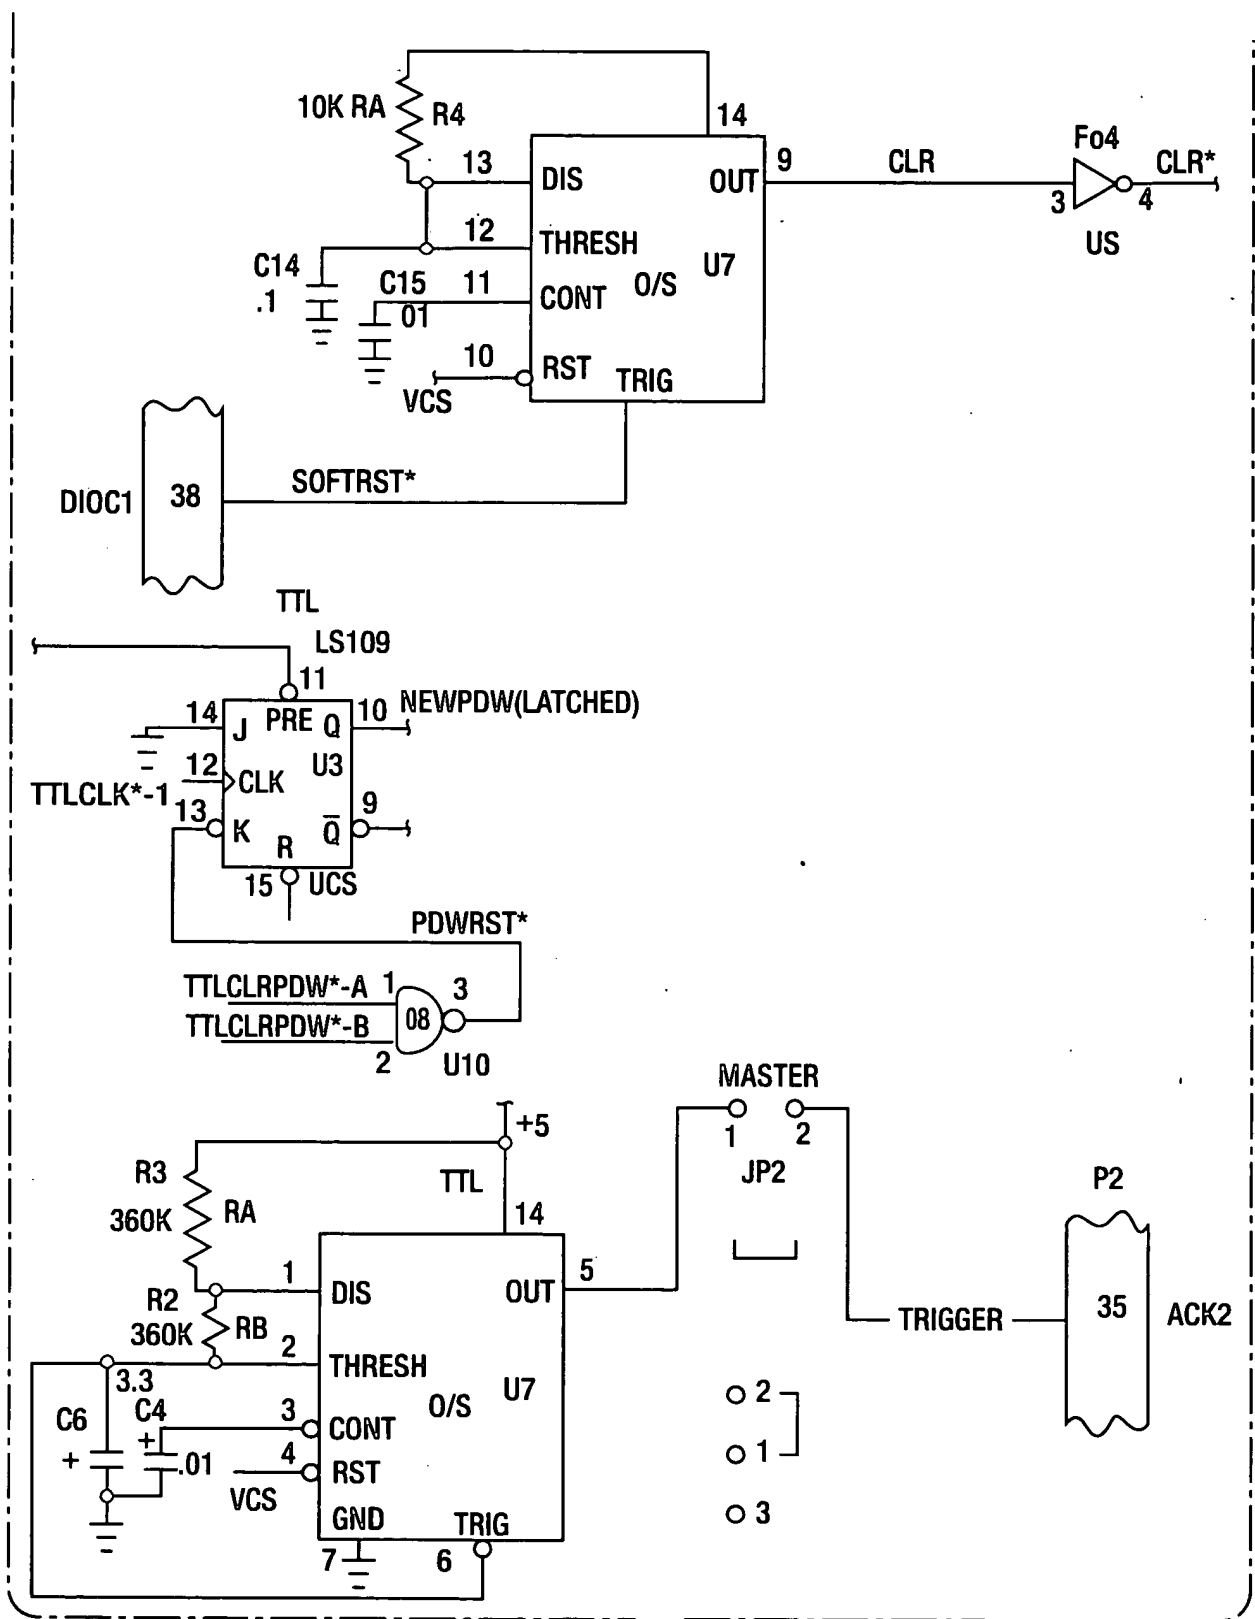 10K RA
R4
14
13
DIS
OUT
9
CLR
Fo4
CLR*
3
4
US
12
THRESH
U7
O/S
C14
.1
C15
01
11
CONT
10
RST
TRIG
VCS
DIOC1
38
SOFTRST*
TTL
LS109
11
NEWPDW(LATCHED)
14
J
PRE
Q
10
U3
12
CLK
TTLCLK*-1
13
K
Q̅
9
R
15
UCS
PDWRST*
TTLCLRPDW*-A
1
3
08
TTLCLRPDW*-B
2
U10
MASTER
1
2
JP2
+5
R3
360K
RA
TTL
14
P2
1
DIS
OUT
5
R2
360K
RB
2
THRESH
TRIGGER
35
ACK2
3.3
U7
O/S
C6
+
C4
+
.01
3
CONT
4
RST
VCS
GND
TRIG
7
6
2
1
3